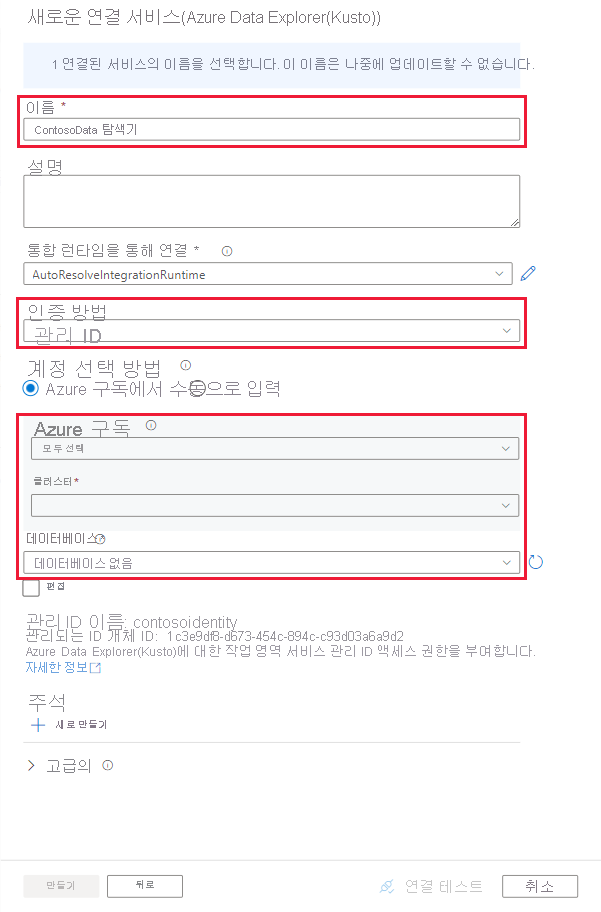 새로운 연결 서비스(Azure Data Explorer(Kusto))
1 연결된 서비스의 이름을 선택합니다. 이 이름은 나중에 업데이트할 수 없습니다.
이름 *
ContosoData 탐색기
설명
통합 런타임을 통해 연결 *
AutoResolveIntegrationRuntime
인증 방법
관리 ID
계정 선택 방법
Azure 구독에서 수동으로 입력
Azure 구독
모두 선택
클러스터*
데이터베이스
데이터베이스 없음
편집
관리 ID 이름: contosoidentity
관리되는 ID 개체 ID: 1c3e9df8-d673-454c-894c-c93d03a6a9d2
Azure Data Explorer(Kusto)에 대한 작업 영역 서비스 관리 ID 액세스 권한을 부여합니다.
자세한 정보
주석
새로 만들기
고급의
만들기
뒤로
연결 테스트
취소